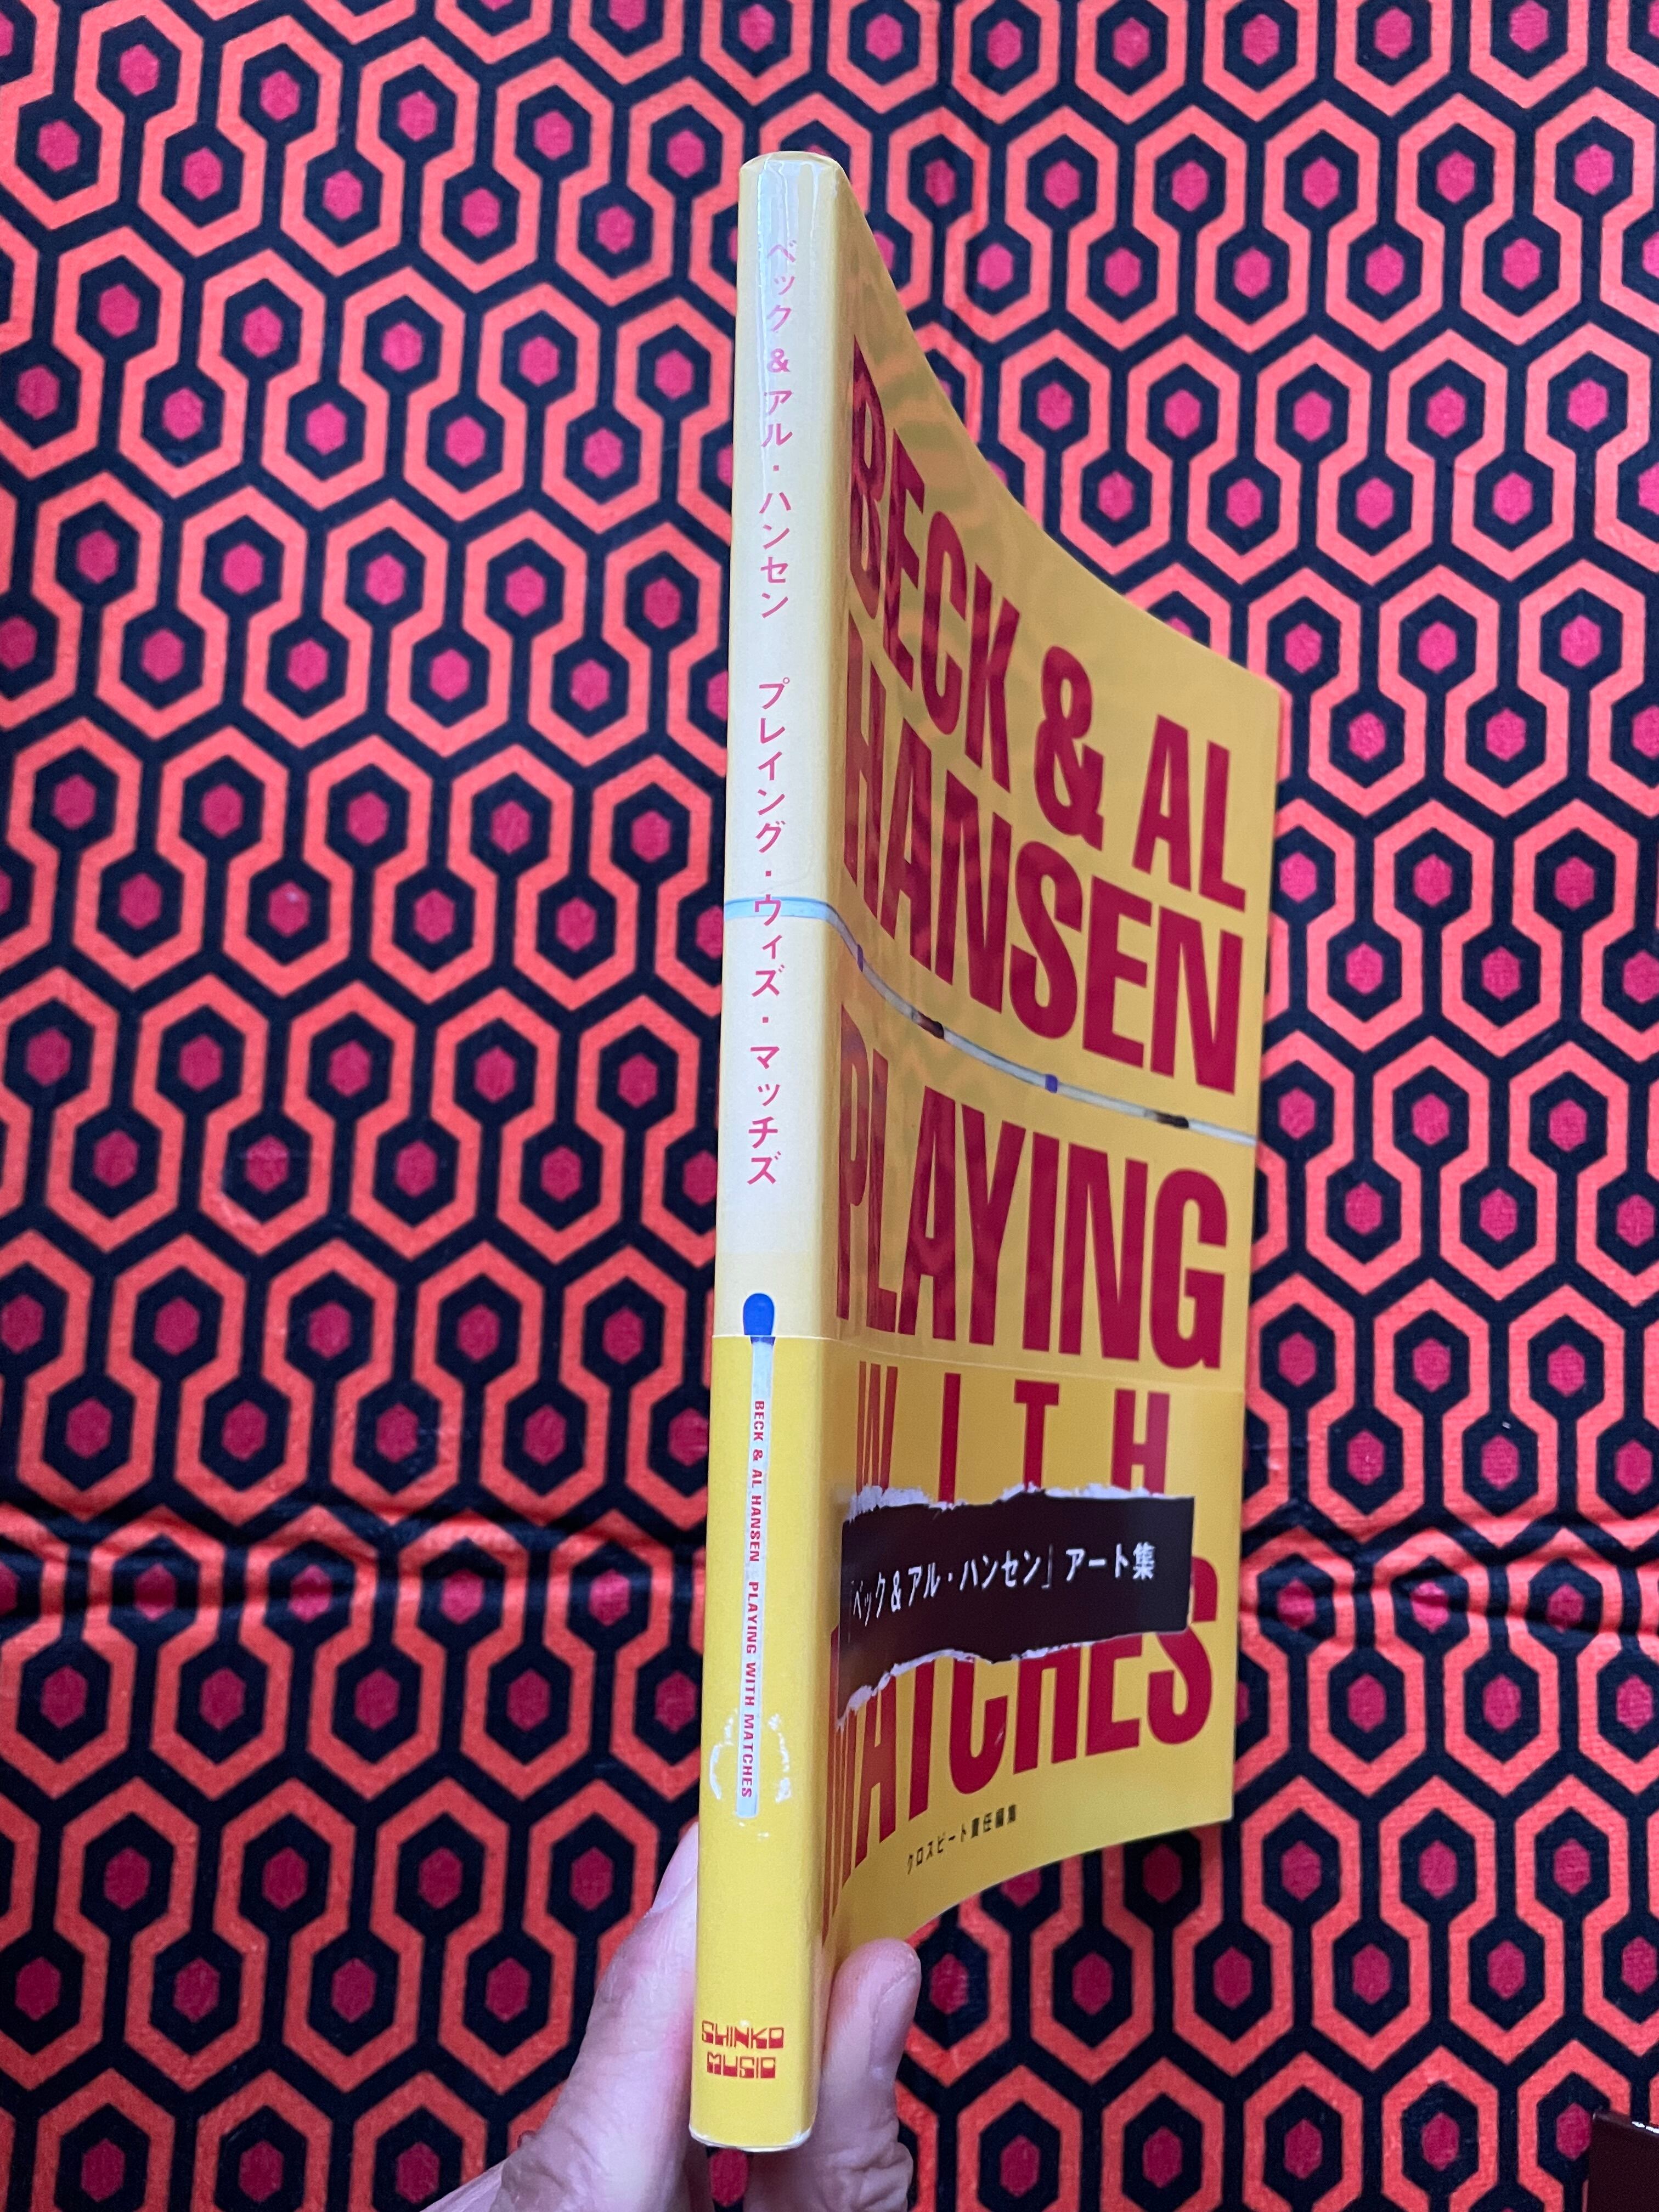 ベック&アル・ハンセン プレイング・ウィズ・マッチズ
BECK & AL HANSEN PLAYING WITH MATCHES
SHINKO
MUSIC
BECK & AL
HANSEN
PLAYING
WITH
「ベック&アル・ハンセン」アート集
MATCHES
クロスビート責任編集